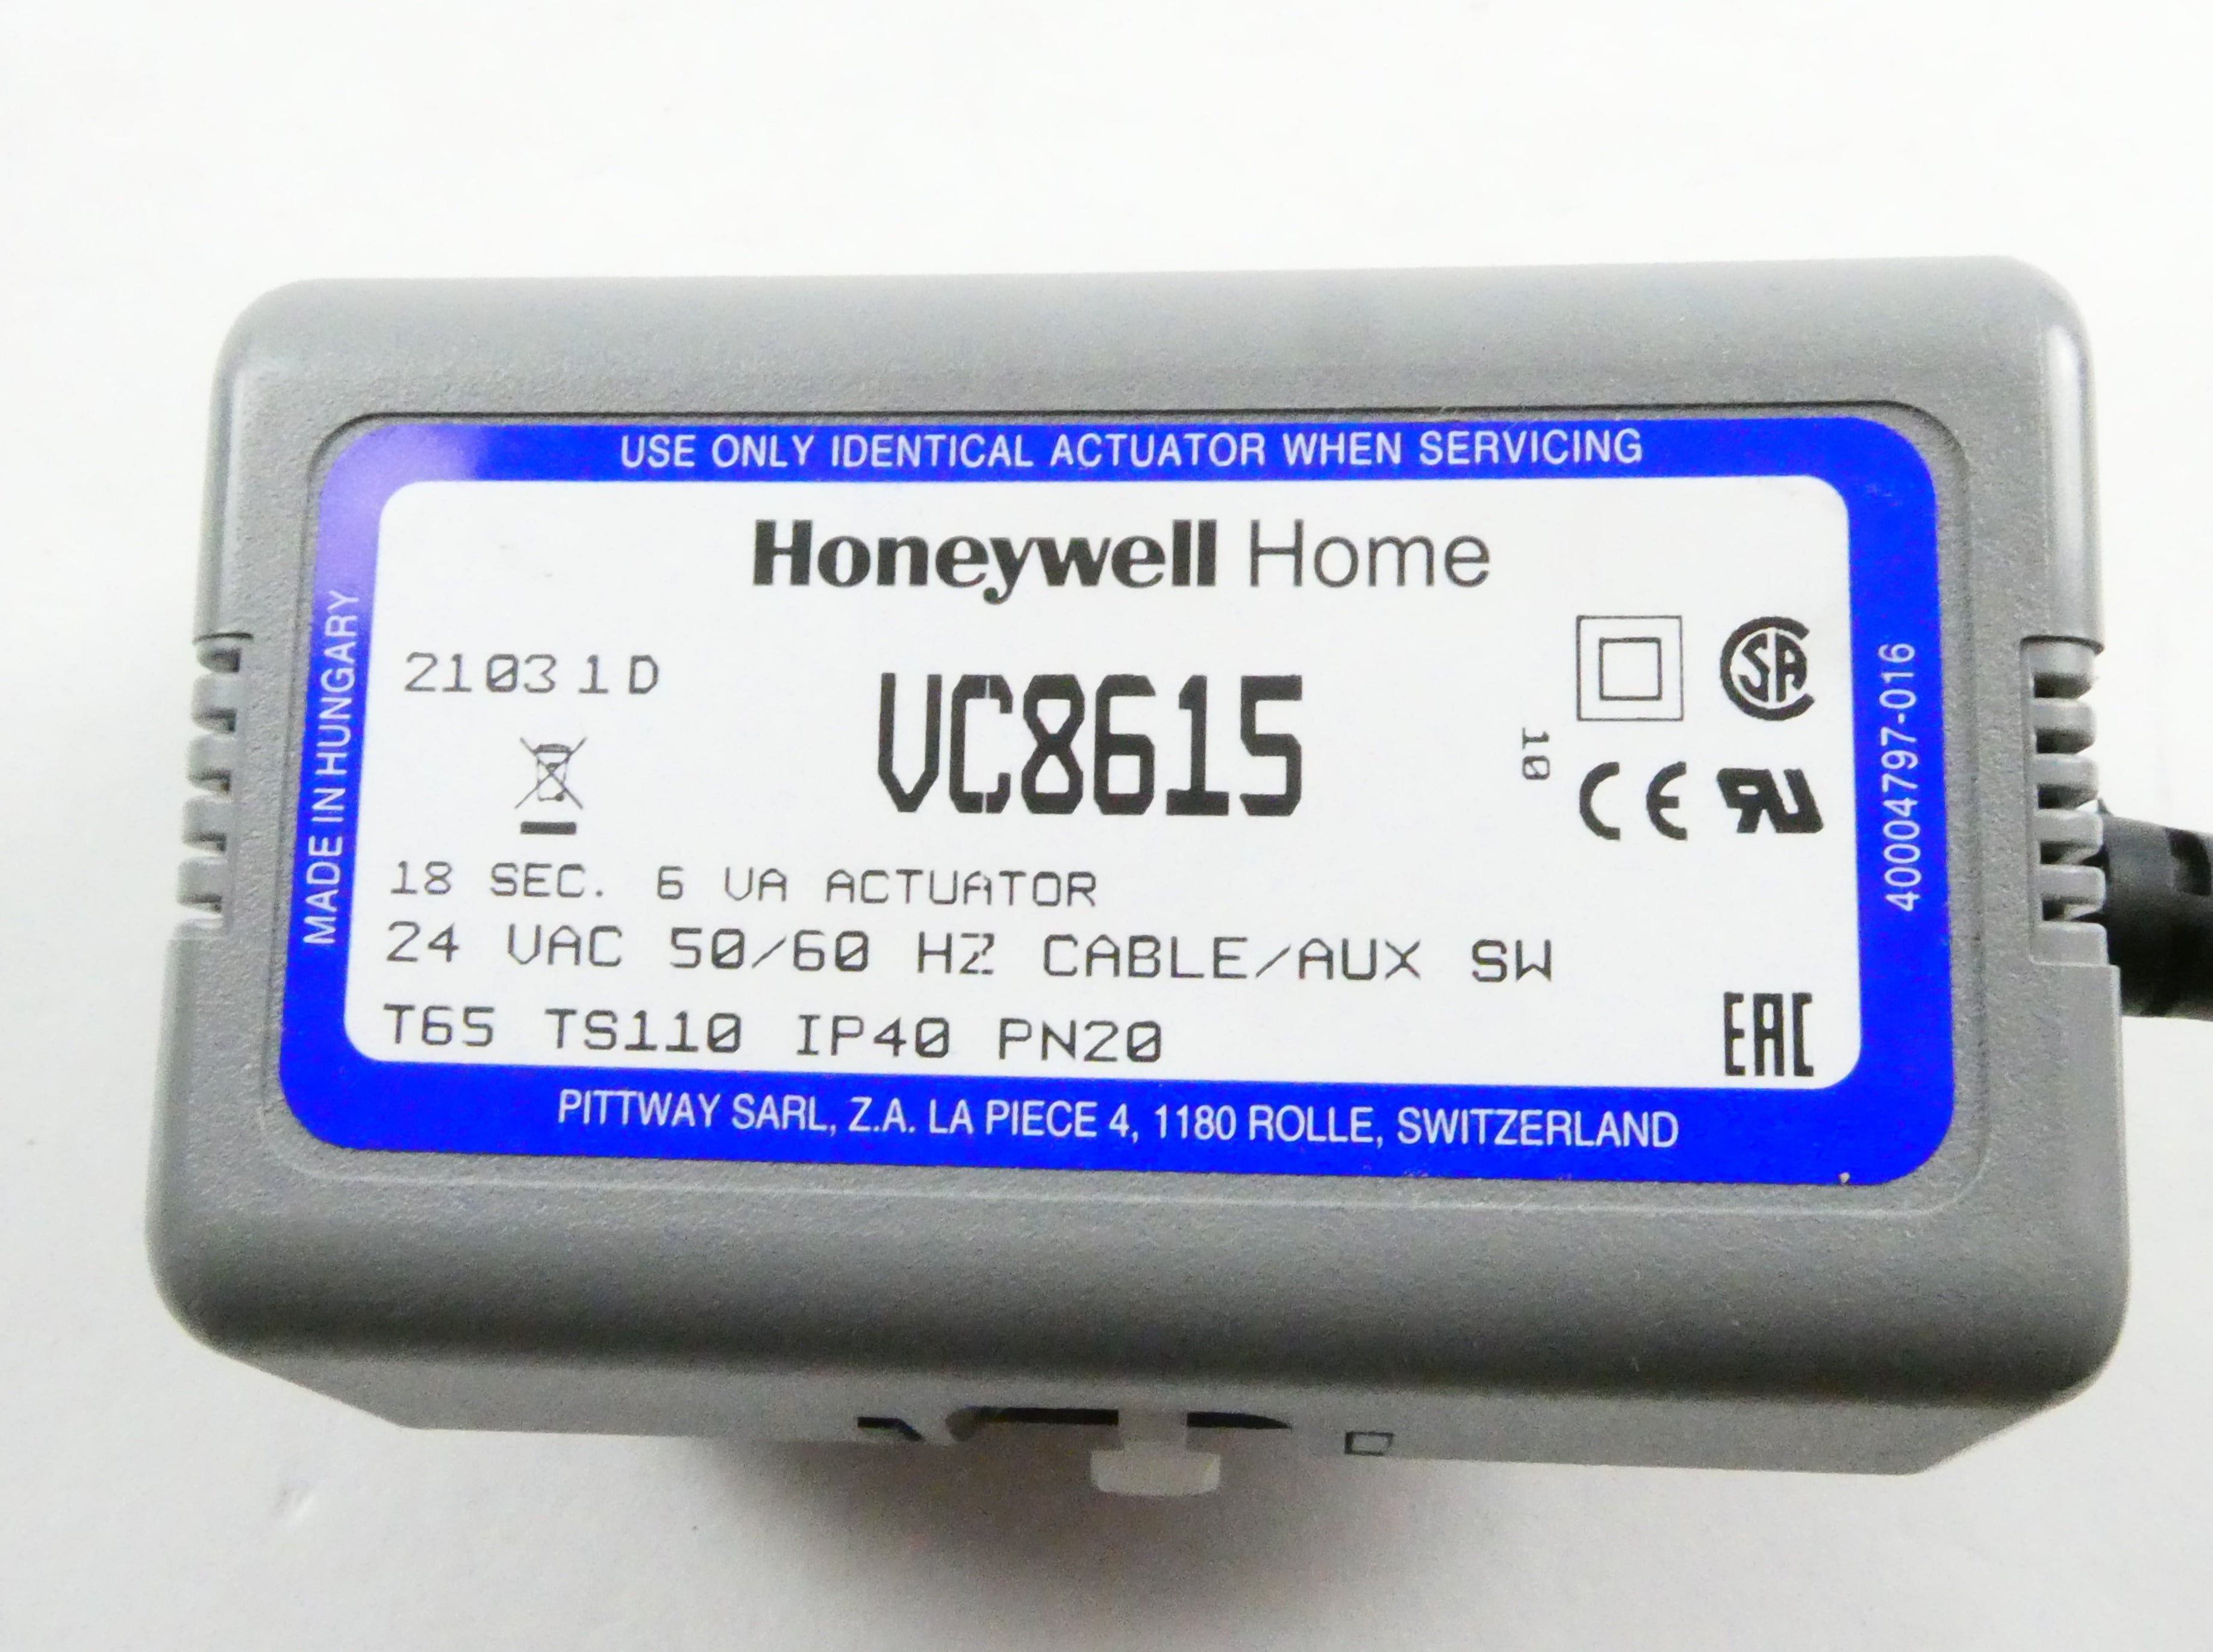 USE ONLY IDENTICAL ACTUATOR WHEN SERVICING
MADE IN HUNGARY
Honeywell Home
21031D
VC8615
10
40004797-016
18 SEC. 6 VA ACTUATOR
24 VAC 50/60 HZ CABLE/AUX SW
T65 TS110 IP40 PN20
EAC
PITTWAY SARL, Z.A. LA PIECE 4, 1180 ROLLE, SWITZERLAND